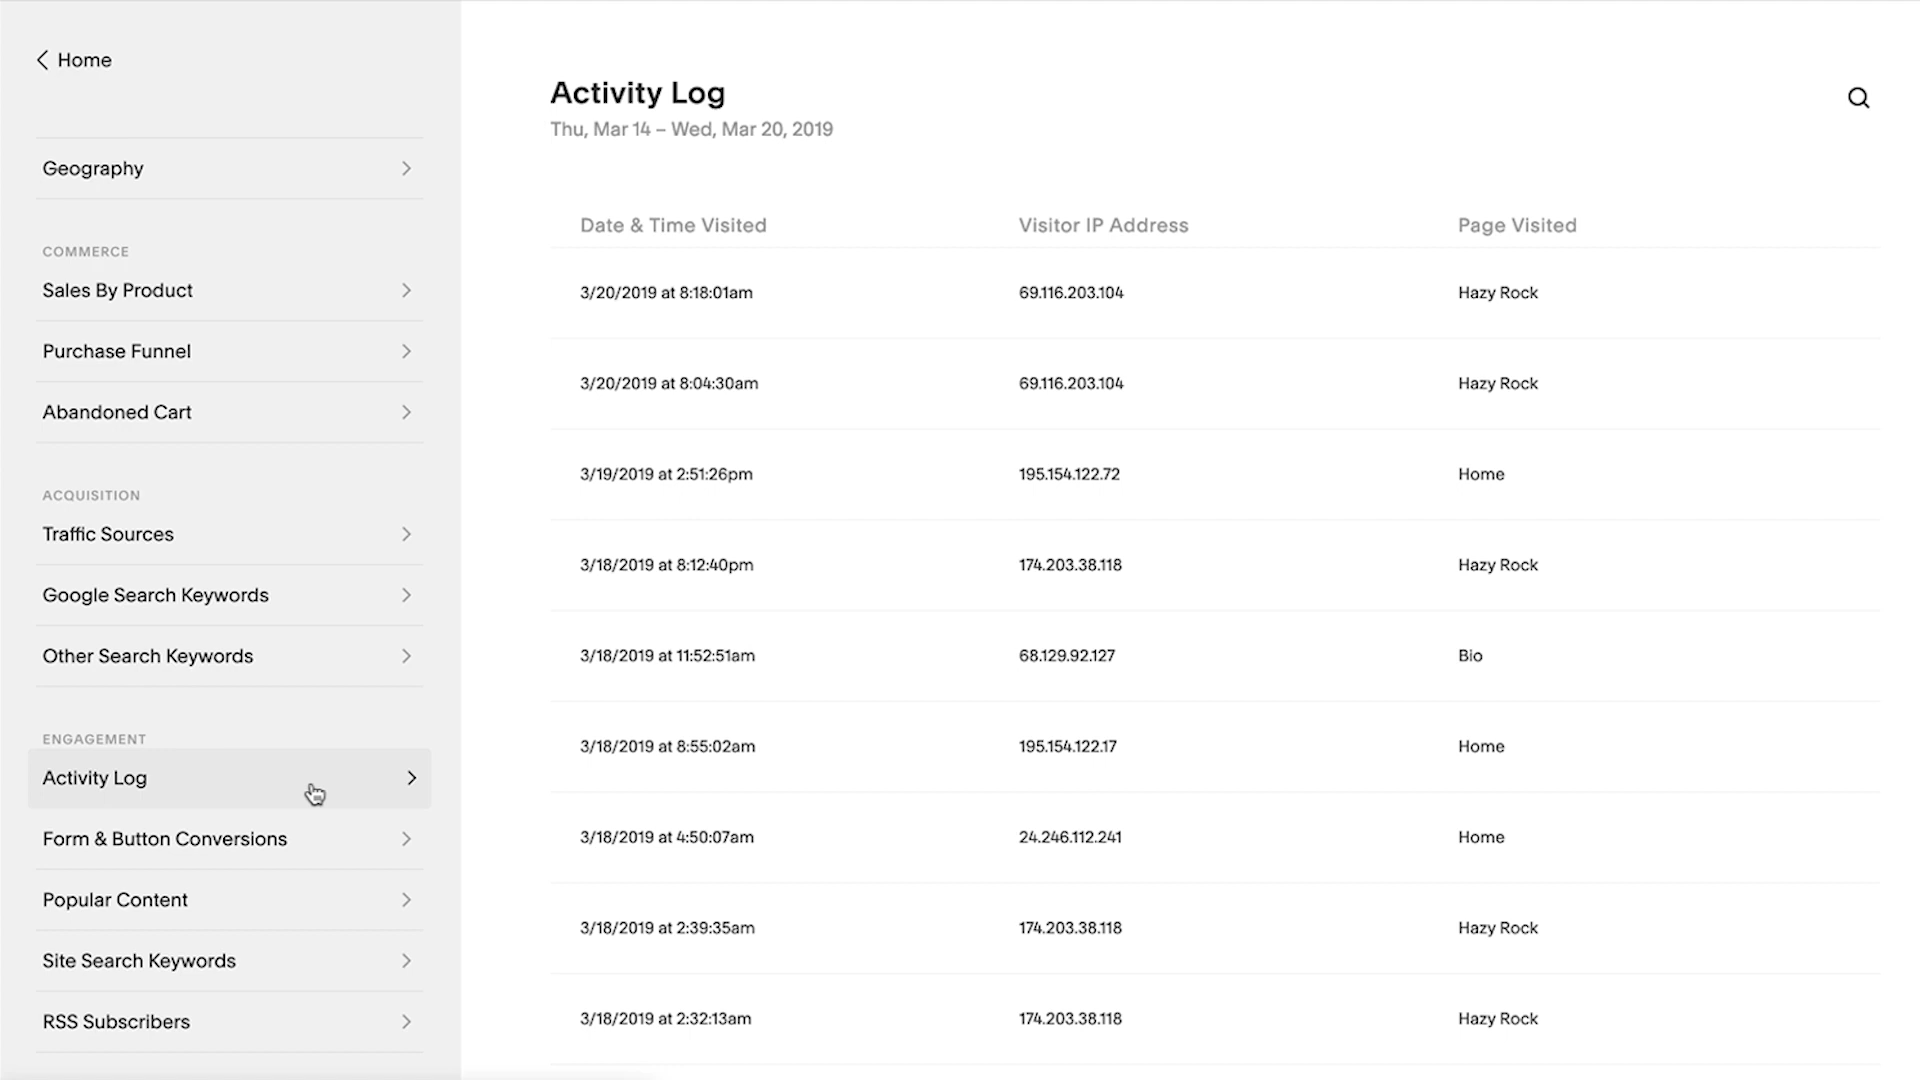 Home
Geography
COMMERCE
Sales By Product
Purchase Funnel
Abandoned Cart
ACQUISITION
Traffic Sources
Google Search Keywords
Other Search Keywords
ENGAGEMENT
Activity Log
Form & Button Conversions
Popular Content
Site Search Keywords
RSS Subscribers
Activity Log
Thu, Mar 14 – Wed, Mar 20, 2019
Date & Time Visited Visitor IP Address Page Visited
3/20/2019 at 8:18:01am 69.116.203.104 Hazy Rock
3/20/2019 at 8:04:30am 69.116.203.104 Hazy Rock
3/19/2019 at 2:51:26pm 195.154.122.72 Home
3/18/2019 at 8:12:40pm 174.203.38.118 Hazy Rock
3/18/2019 at 11:52:51am 68.129.92.127 Bio
3/18/2019 at 8:55:02am 195.154.122.17 Home
3/18/2019 at 4:50:07am 24.246.112.241 Home
3/18/2019 at 2:39:35am 174.203.38.118 Hazy Rock
3/18/2019 at 2:32:13am 174.203.38.118 Hazy Rock